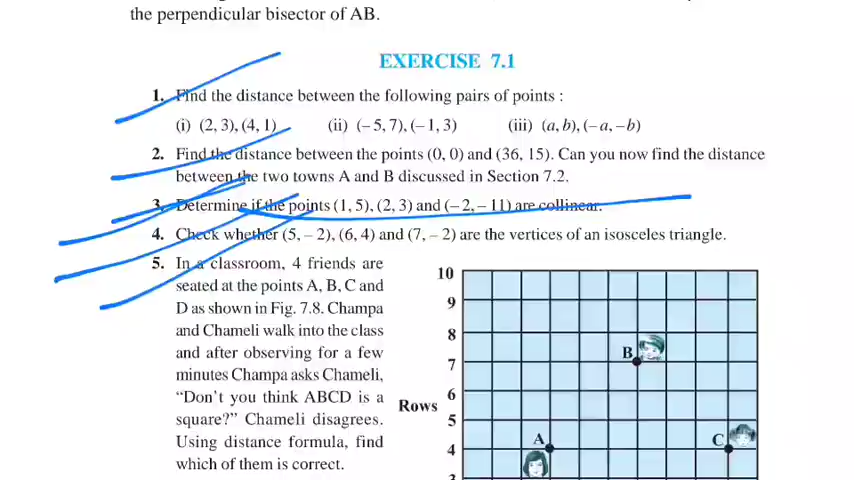 the perpendicular bisector of AB.
EXERCISE 7.1
1. Find the distance between the following pairs of points :
(i) (2, 3), (4, 1) (ii) (– 5, 7), (– 1, 3) (iii) (a, b), (– a, – b)
2. Find the distance between the points (0, 0) and (36, 15). Can you now find the distance
between the two towns A and B discussed in Section 7.2.
3. Determine if the points (1, 5), (2, 3) and (– 2, – 11) are collinear.
4. Check whether (5, – 2), (6, 4) and (7, – 2) are the vertices of an isosceles triangle.
5. In a classroom, 4 friends are
seated at the points A, B, C and
D as shown in Fig. 7.8. Champa
and Chameli walk into the class
and after observing for a few
minutes Champa asks Chameli,
“Don’t you think ABCD is a
square?” Chameli disagrees.
Using distance formula, find
which of them is correct.
10
9
8
B
7
6
Rows
5
A C
4
3